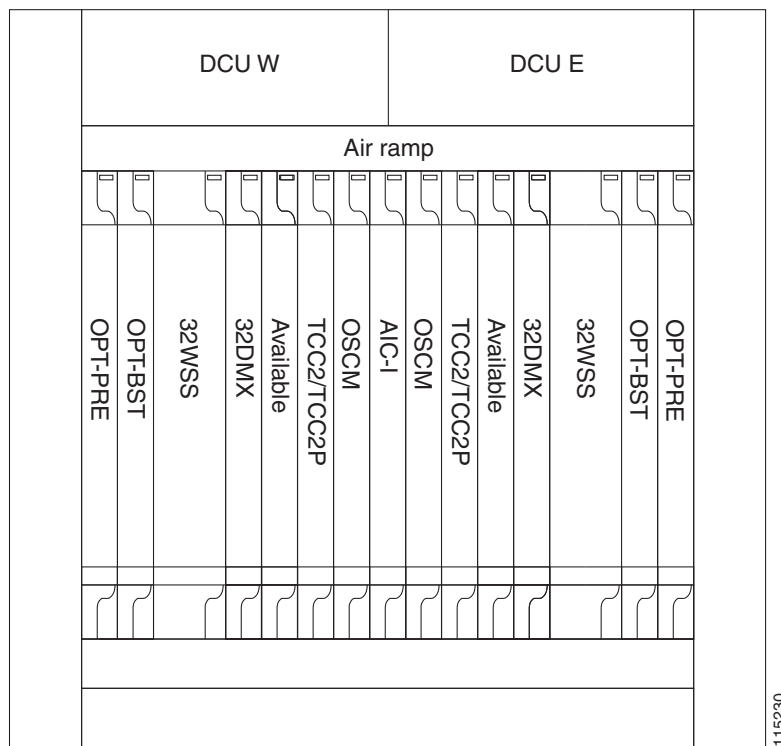 DCU W
DCU E
Air ramp
OPT-PRE
OPT-BST
32WSS
32DMX
Available
TCC2/TCC2P
OSCM
AIC-I
OSCM
TCC2/TCC2P
Available
32DMX
32WSS
OPT-BST
OPT-PRE
115230